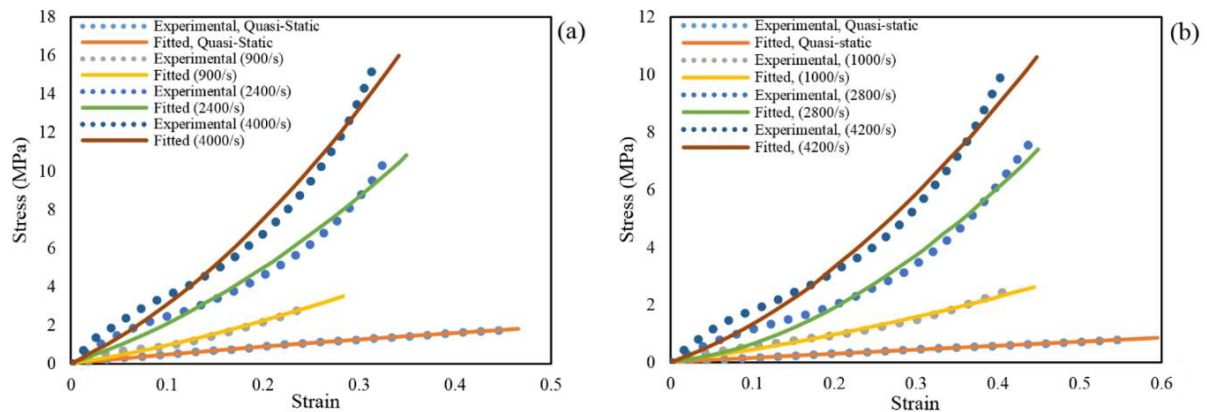 18
16
14
12
10
8
6
4
2
0
Stress (MPa)
Experimental, Quasi-Static
Fitted, Quasi-Static
Experimental (900/s)
Fitted (900/s)
Experimental (2400/s)
Fitted (2400/s)
Experimental (4000/s)
Fitted (4000/s)
(a)
0
0.1
0.2
0.3
0.4
0.5
Strain
12
10
8
6
4
2
0
Stress (MPa)
Experimental, Quasi-static
Fitted, Quasi-static
Experimental, (1000/s)
Fitted, (1000/s)
Experimental, (2800/s)
Fitted, (2800/s)
Experimental, (4200/s)
Fitted, (4200/s)
(b)
0
0.1
0.2
0.3
0.4
0.5
0.6
Strain